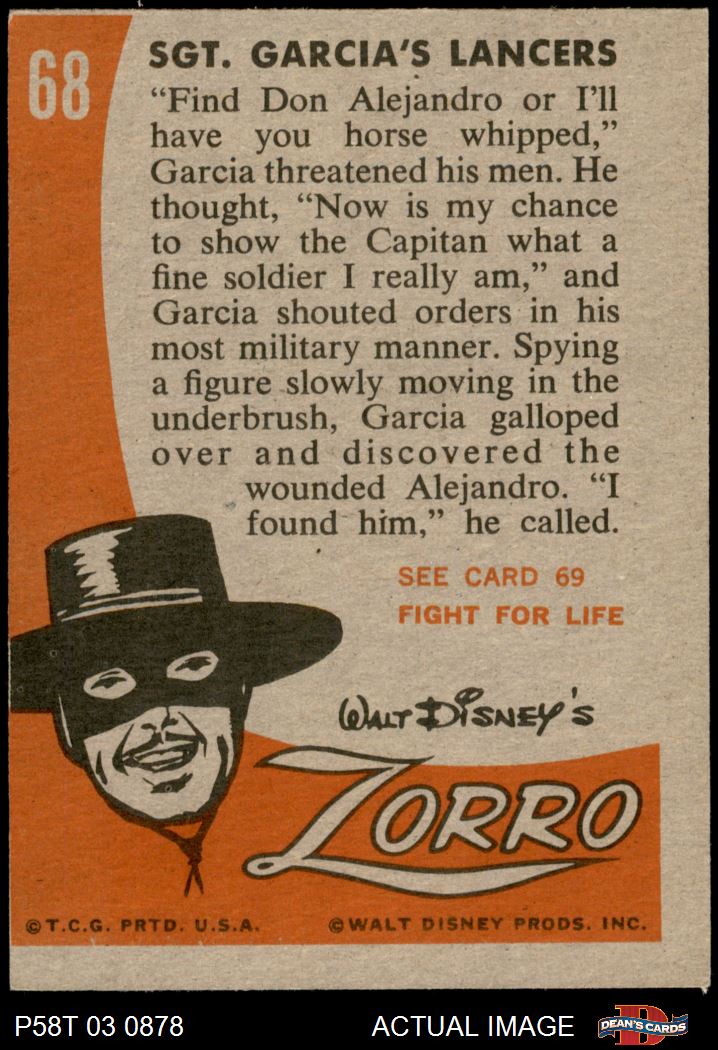 68
SGT. GARCIA'S LANCERS
“Find Don Alejandro or I'll
have you horse whipped,”
Garcia threatened his men. He
thought, “Now is my chance
to show the Capitan what a
fine soldier I really am,” and
Garcia shouted orders in his
most military manner. Spying
a figure slowly moving in the
underbrush, Garcia galloped
over and discovered the
wounded Alejandro. “I
found him,” he called.
SEE CARD 69
FIGHT FOR LIFE
WALT DISNEY'S
ZORRO
©T.C.G. PRTD. U.S.A. ©WALT DISNEY PRODS. INC.
P58T 03 0878 ACTUAL IMAGE DEAN'S CARDS